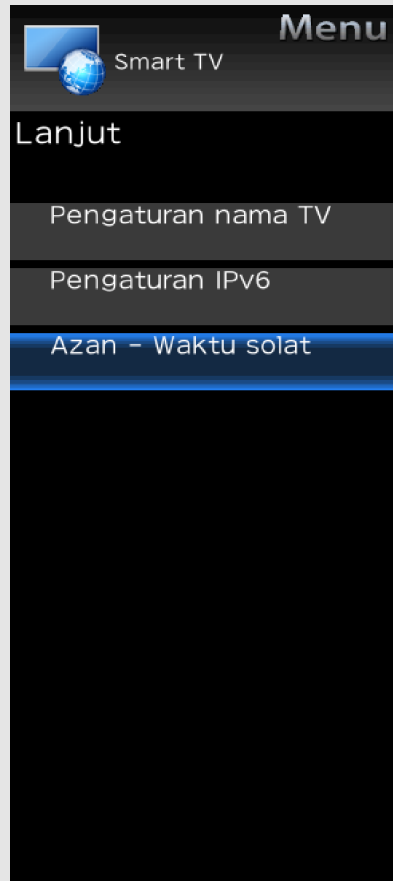 Menu
Smart TV
Lanjut
Pengaturan nama TV
Pengaturan IPv6
Azan - Waktu solat